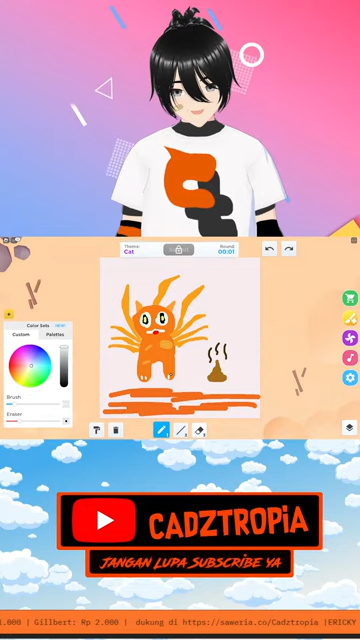 Theme:
Cat
Round
00:01
Color Sets NEW
Custom Palettes
Brush
Eraser
CADZTROPiA
JANGAN LUPA SUBSCRIBE YA
1.000 | Gillbert: Rp 2.000 | dukung di https://saweria.co/Cadztropia |ERICKY